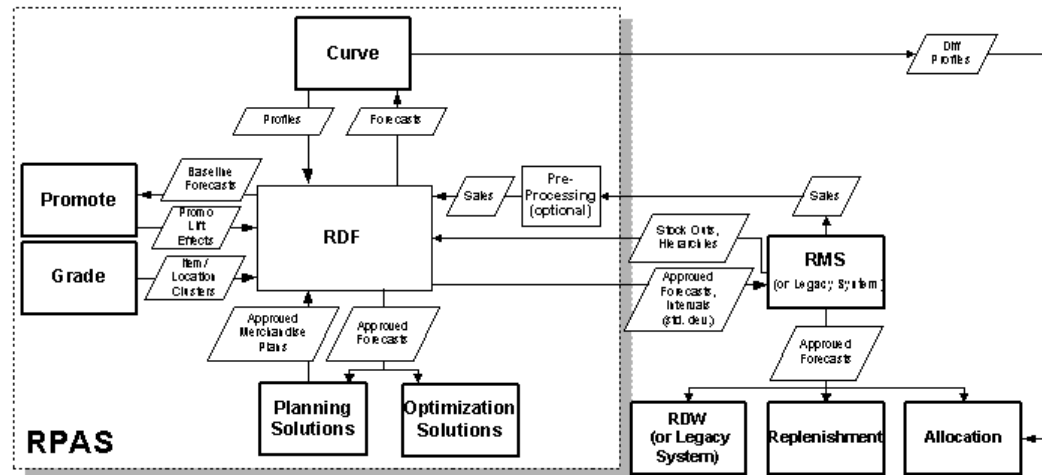 Curve
Diff
Profiles
Profiles
Forecasts
Baseline
Forecasts
Promote
Promo
Lift
Effects
Grade
Item/
Location
Clusters
RDF
Sales
Pre-
Processing
(optional)
Sales
Stock Outs,
Hierarchies
RMS
(or Legacy System)
Approved
Forecasts,
Intervals
(std. dev.)
Approved
Merchandise
Plans
Approved
Forecasts
Approved
Forecasts
Planning
Solutions
Optimization
Solutions
RPAS
RDW
(or Legacy
System)
Replenishment
Allocation